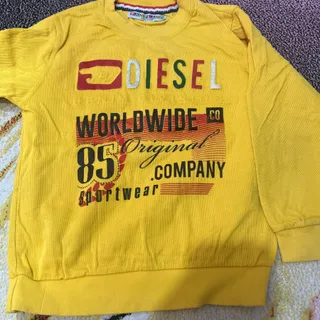 DIESEL
WORLDWIDE CO
85 Original
.COMPANY
sportwear